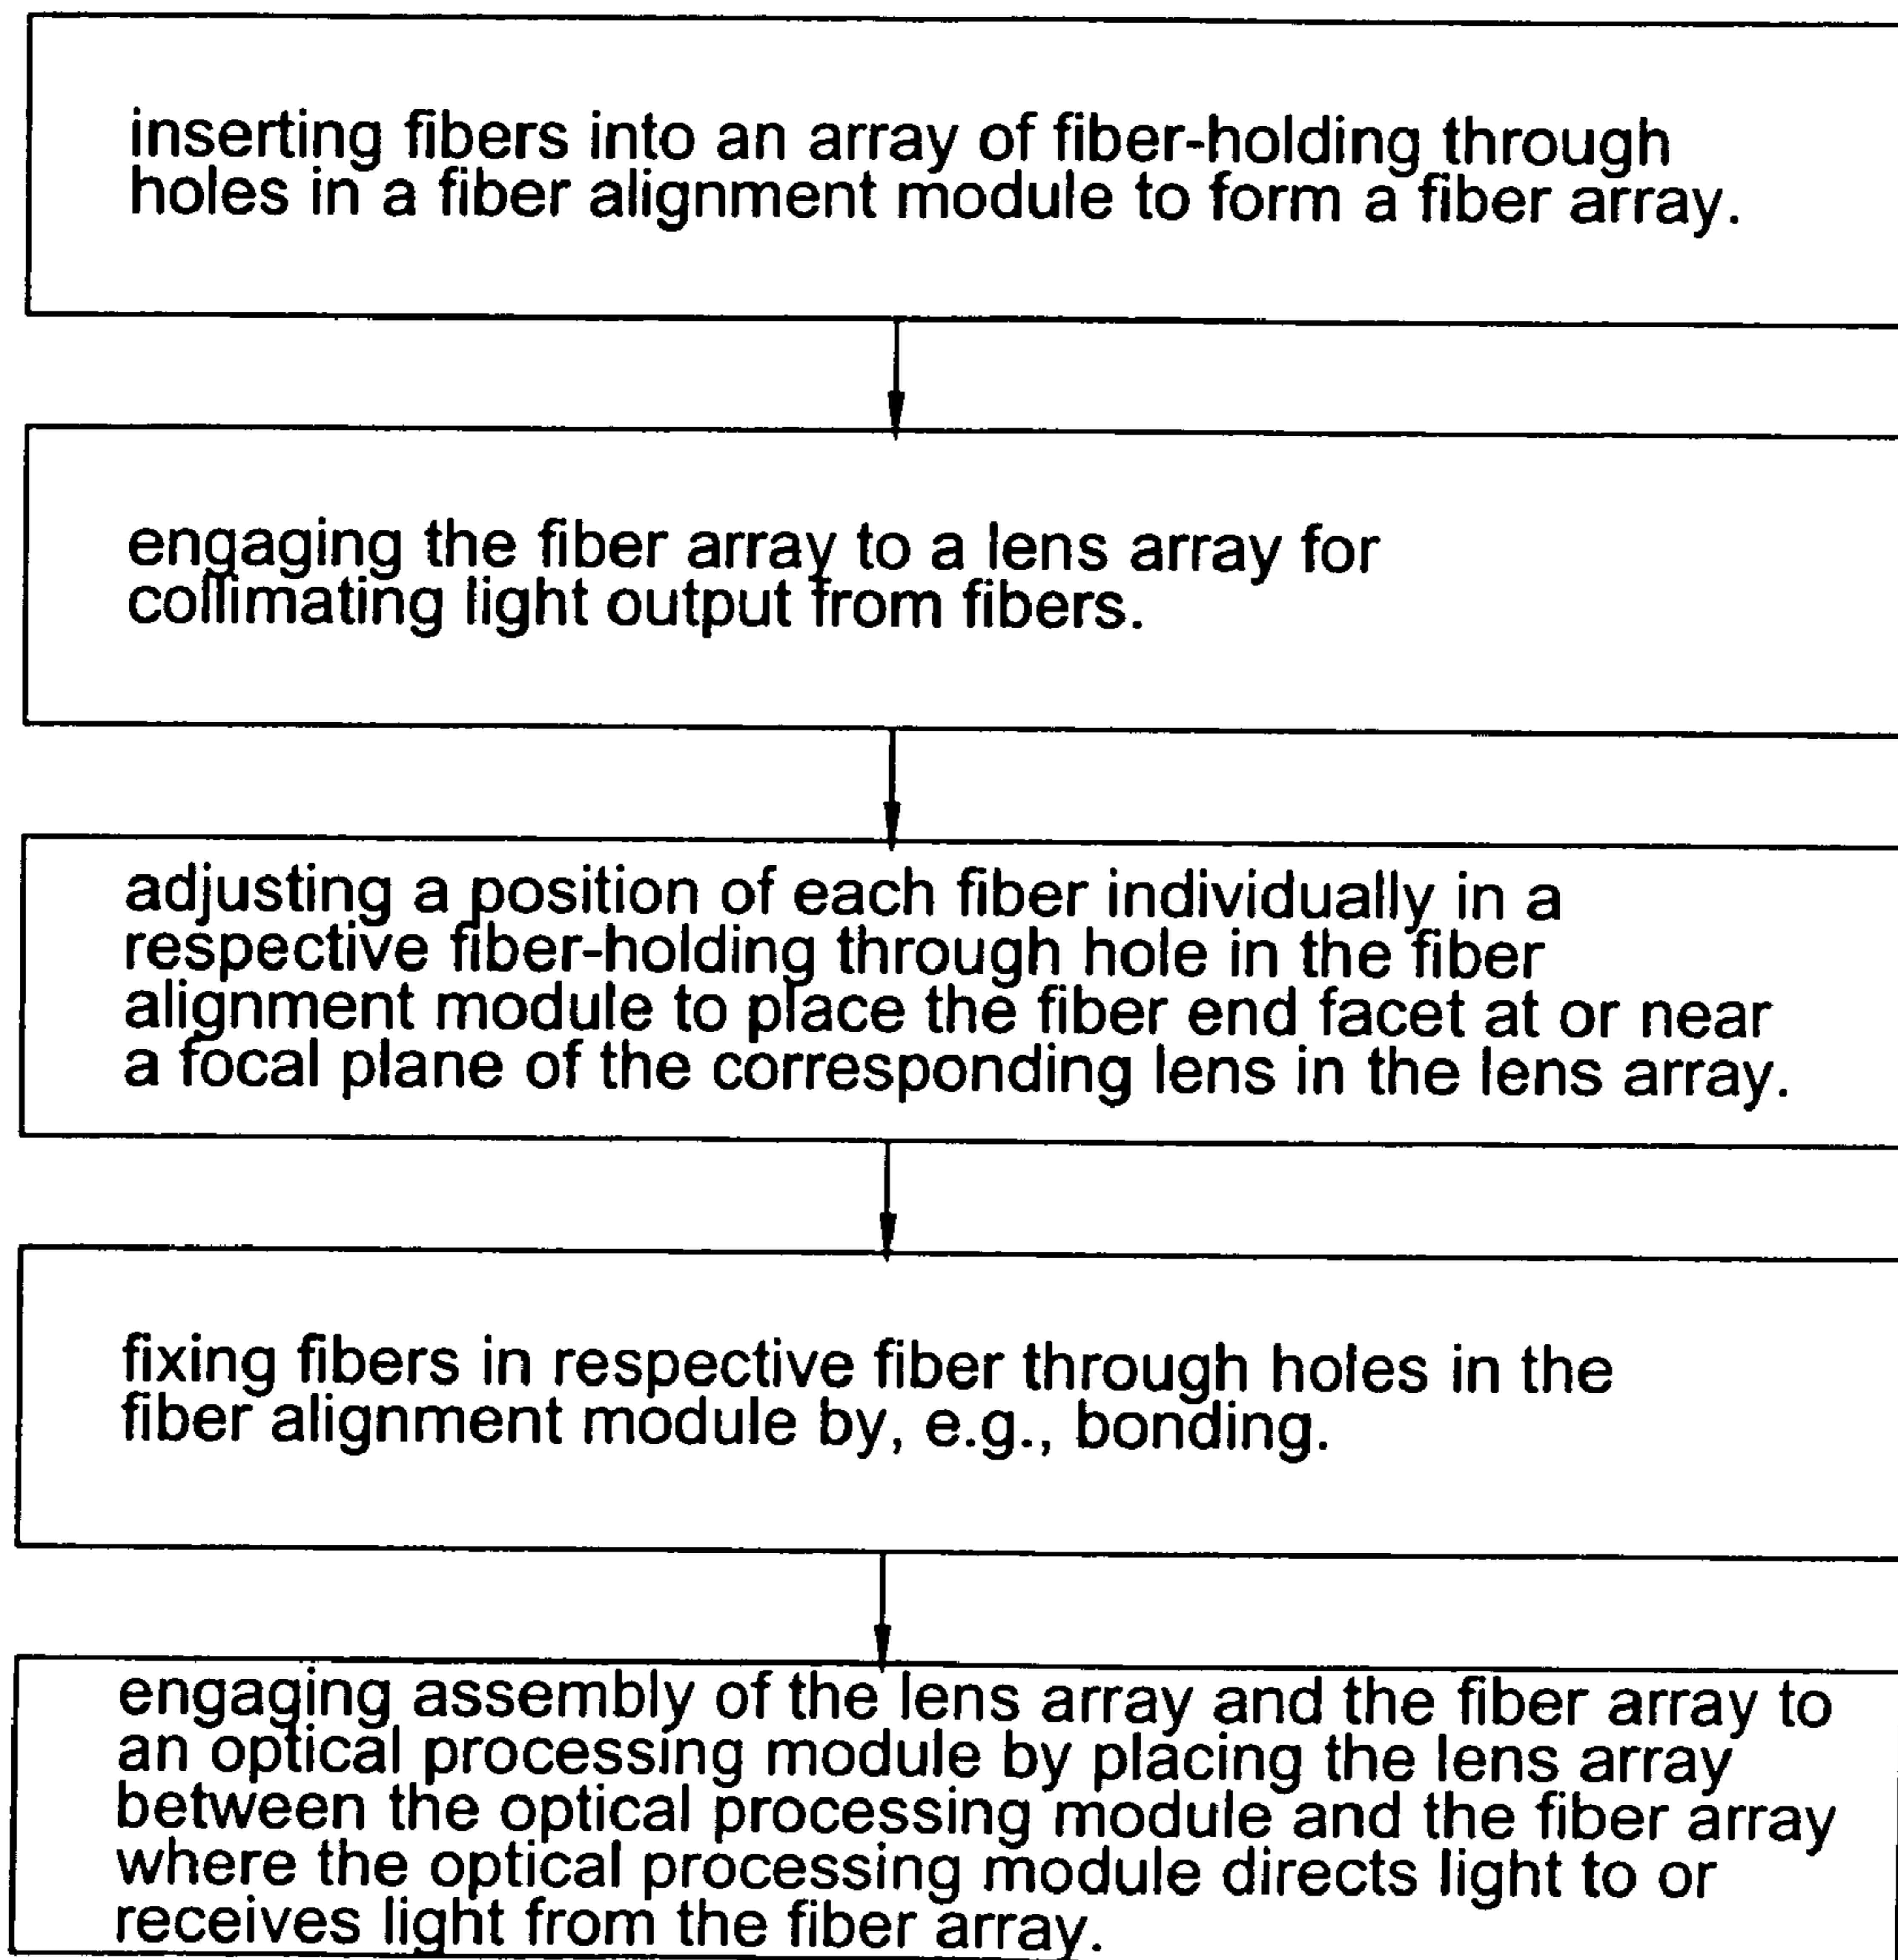 inserting fibers into an array of fiber-holding through
holes in a fiber alignment module to form a fiber array.
engaging the fiber array to a lens array for
collimating light output from fibers.
adjusting a position of each fiber individually in a
respective fiber-holding through hole in the fiber
alignment module to place the fiber end facet at or near
a focal plane of the corresponding lens in the lens array.
fixing fibers in respective fiber through holes in the
fiber alignment module by, e.g., bonding.
engaging assembly of the lens array and the fiber array to
an optical processing module by placing the lens array
between the optical processing module and the fiber array
where the optical processing module directs light to or
receives light from the fiber array.